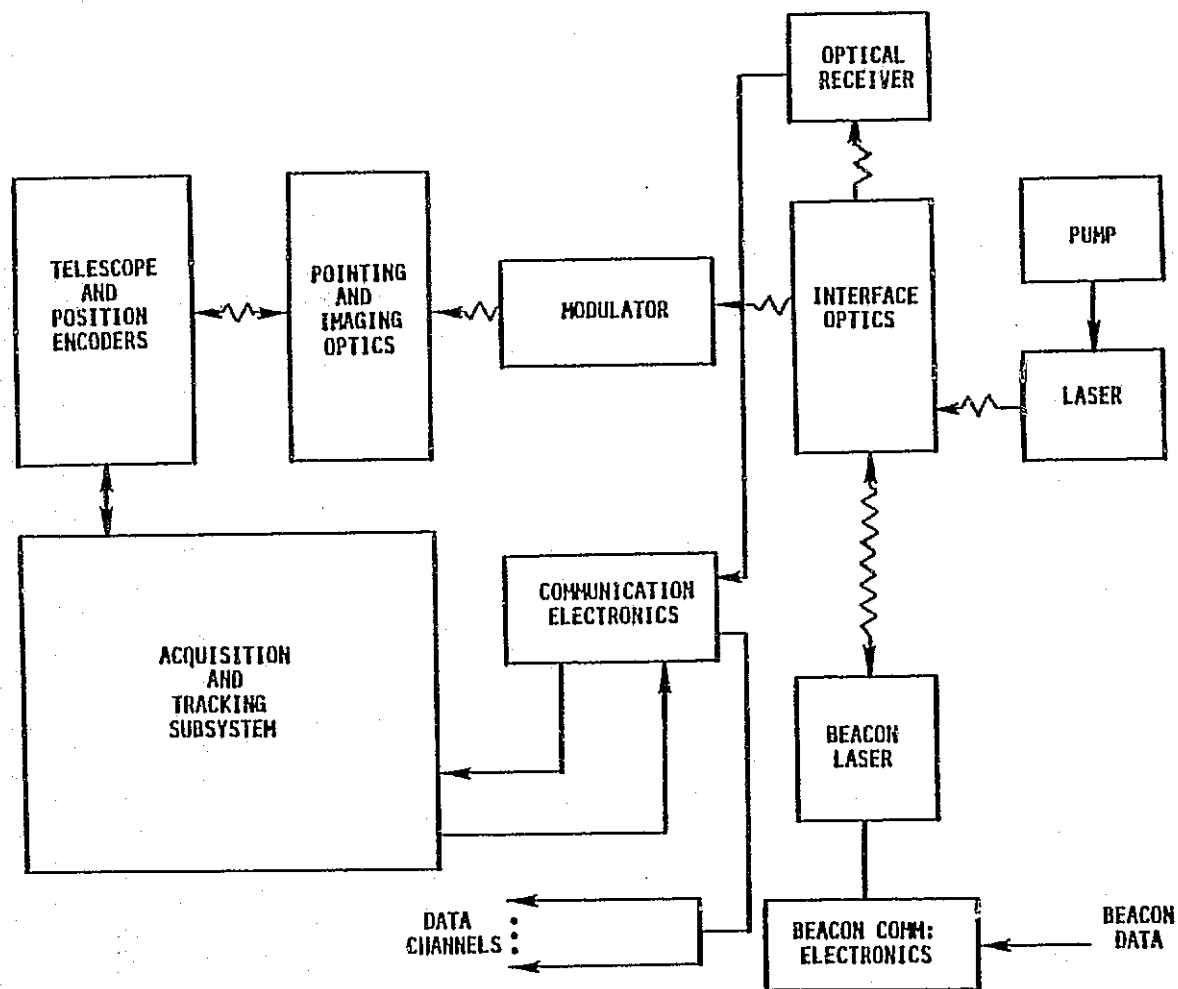 OPTICAL
RECEIVER
TELESCOPE
AND
POSITION
ENCODERS
POINTING
AND
IMAGING
OPTICS
MODULATOR
INTERFACE
OPTICS
PUMP
LASER
ACQUISITION
AND
TRACKING
SUBSYSTEM
COMMUNICATION
ELECTRONICS
BEACON
LASER
DATA
CHANNELS
BEACON COMM:
ELECTRONICS
BEACON
DATA